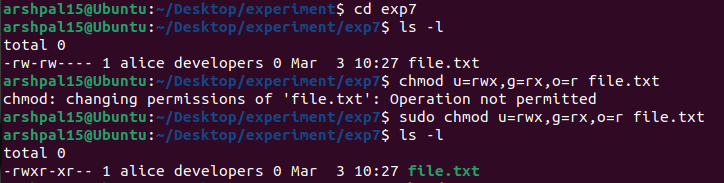 arshpal15@Ubuntu:~/Desktop/experiment$ cd exp7
arshpal15@Ubuntu:~/Desktop/experiment/exp7$ ls -l
total 0
-rw-rw---- 1 alice developers 0 Mar  3 10:27 file.txt
arshpal15@Ubuntu:~/Desktop/experiment/exp7$ chmod u=rwx,g=rx,o=r file.txt
chmod: changing permissions of 'file.txt': Operation not permitted
arshpal15@Ubuntu:~/Desktop/experiment/exp7$ sudo chmod u=rwx,g=rx,o=r file.txt
arshpal15@Ubuntu:~/Desktop/experiment/exp7$ ls -l
total 0
-rwxr-xr-- 1 alice developers 0 Mar  3 10:27 file.txt